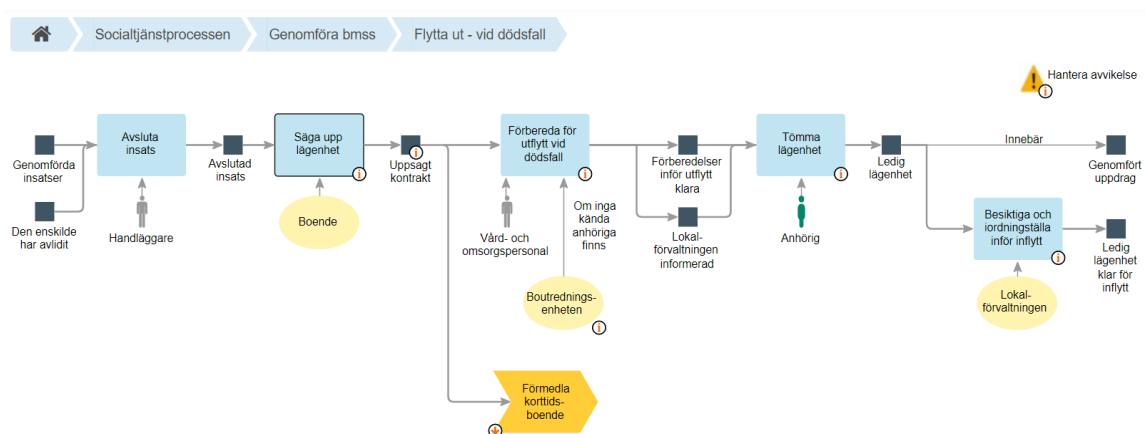 Socialtjänstprocessen
Genomföra bmss
Flytta ut - vid dödsfall
Hantera avvikelse
Genomförda
insatser
Den enskilde
har avlidit
Avsluta
insats
Handläggare
Avslutad
insats
Säga upp
lägenhet
Boende
Uppsagt
kontrakt
Förbereda för
utflytt vid
dödsfall
Vård- och
omsorgspersonal
Om inga
kända
anhöriga
finns
Boutrednings-
enheten
Förmedla
korttids-
boende
Förberedelser
inför utflytt
klara
Lokal-
förvaltningen
informerad
Tömma
lägenhet
Anhörig
Ledig
lägenhet
Innebär
Genomfört
uppdrag
Besiktiga och
iordningställa
inför inflytt
Lokal-
förvaltningen
Ledig
lägenhet
klar för
inflytt